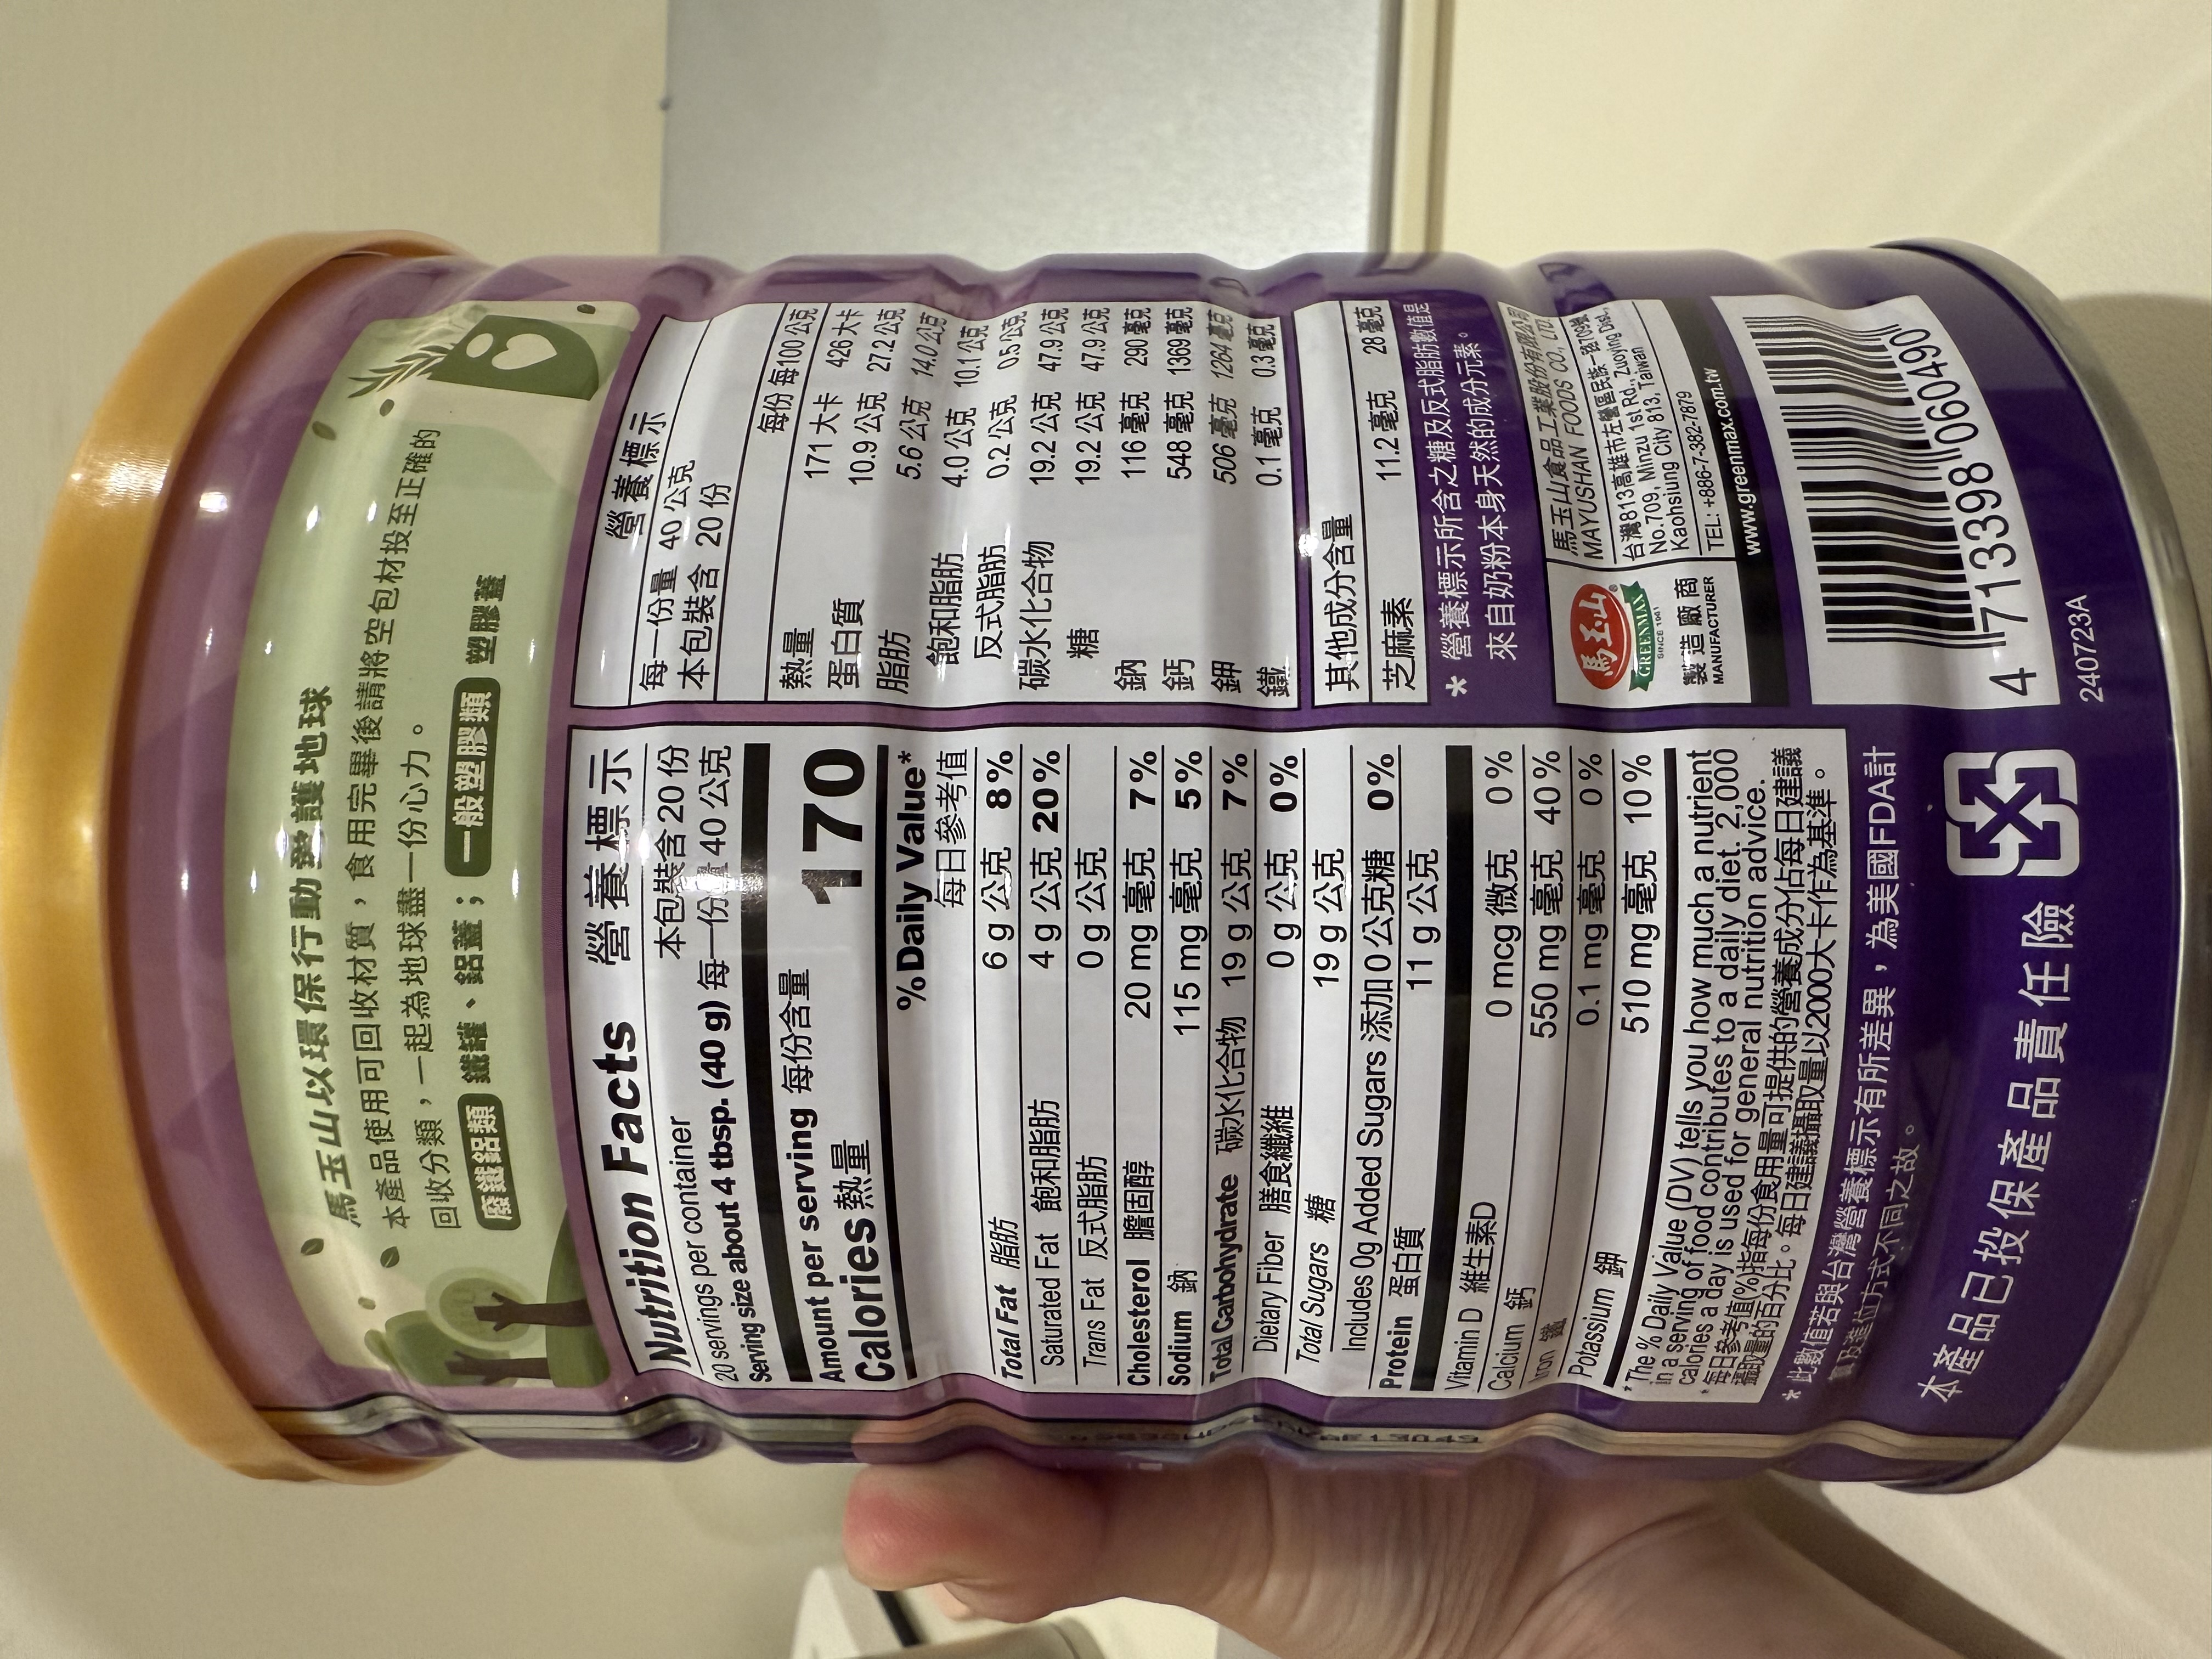 馬玉山以環保行動愛護地球
本產品使用可回收材質，食用完畢後請將空包材投至正確的
回收分類，一起為地球盡一份心力。
廢鐵鋁類 鐵罐、鋁蓋； 一般塑膠類 塑膠蓋
Nutrition Facts 營養標示
20 servings per container 本包裝含 20 份
Serving size about 4 tbsp. (40 g) 每一份 40 公克
Amount per serving 每份含量
Calories 熱量 170
%Daily Value*
每日參考值
Total Fat 脂肪 6 g 公克 8%
Saturated Fat 飽和脂肪 4 g 公克 20%
Trans Fat 反式脂肪 0 g 公克
Cholesterol 膽固醇 20 mg 毫克 7%
Sodium 鈉 115 mg 毫克 5%
Total Carbohydrate 碳水化合物 19 g 公克 7%
Dietary Fiber 膳食纖維 0 g 公克 0%
Total Sugars 糖 19 g 公克
Includes 0g Added Sugars 添加 0 公克糖 0%
Protein 蛋白質 11 g 公克
Vitamin D 維生素D 0 mcg 微克 0%
Calcium 鈣 550 mg 毫克 40%
Iron 鐵 0.1 mg 毫克 0%
Potassium 鉀 510 mg 毫克 10%
*The % Daily Value (DV) tells you how much a nutrient
in a serving of food contributes to a daily diet. 2,000
calories a day is used for general nutrition advice.
*每日參考值(%)指每份食用量可提供的營養成分佔每日建議
攝取量的百分比。每日建議攝取量以2000大卡作為基準。
* 此數值若與台灣營養標示有所差異，為美國FDA計
算及進位方式不同之故。
本產品已投保產品責任險
營養標示
每一份量 40 公克
本包裝含 20 份
每份 每100 公克
熱量 171 大卡 426 大卡
蛋白質 10.9 公克 27.2 公克
脂肪 5.6 公克 14.0 公克
飽和脂肪 4.0 公克 10.1 公克
反式脂肪 0.2 公克 0.5 公克
碳水化合物 19.2 公克 47.9 公克
糖 19.2 公克 47.9 公克
鈉 116 毫克 290 毫克
鈣 548 毫克 1369 毫克
鉀 506 毫克 1264 毫克
鐵 0.1 毫克 0.3 毫克
其他成分含量
芝麻素 11.2 毫克 28 毫克
* 營養標示所含之糖及反式脂肪數值是
來自奶粉本身天然的成分元素。
馬玉山
GREENMAX
SINCE 1961
製造廠商
MANUFACTURER
馬玉山食品工業股份有限公司
MAYUSHAN FOODS CO., LTD.
台灣813高雄市左營區民族一路709號
No.709, Minzu 1st Rd., Zuoying Dist.,
Kaohsiung City 813, Taiwan
TEL: +886-7-382-7879
www.greenmax.com.tw
4 713398 060490
240723A